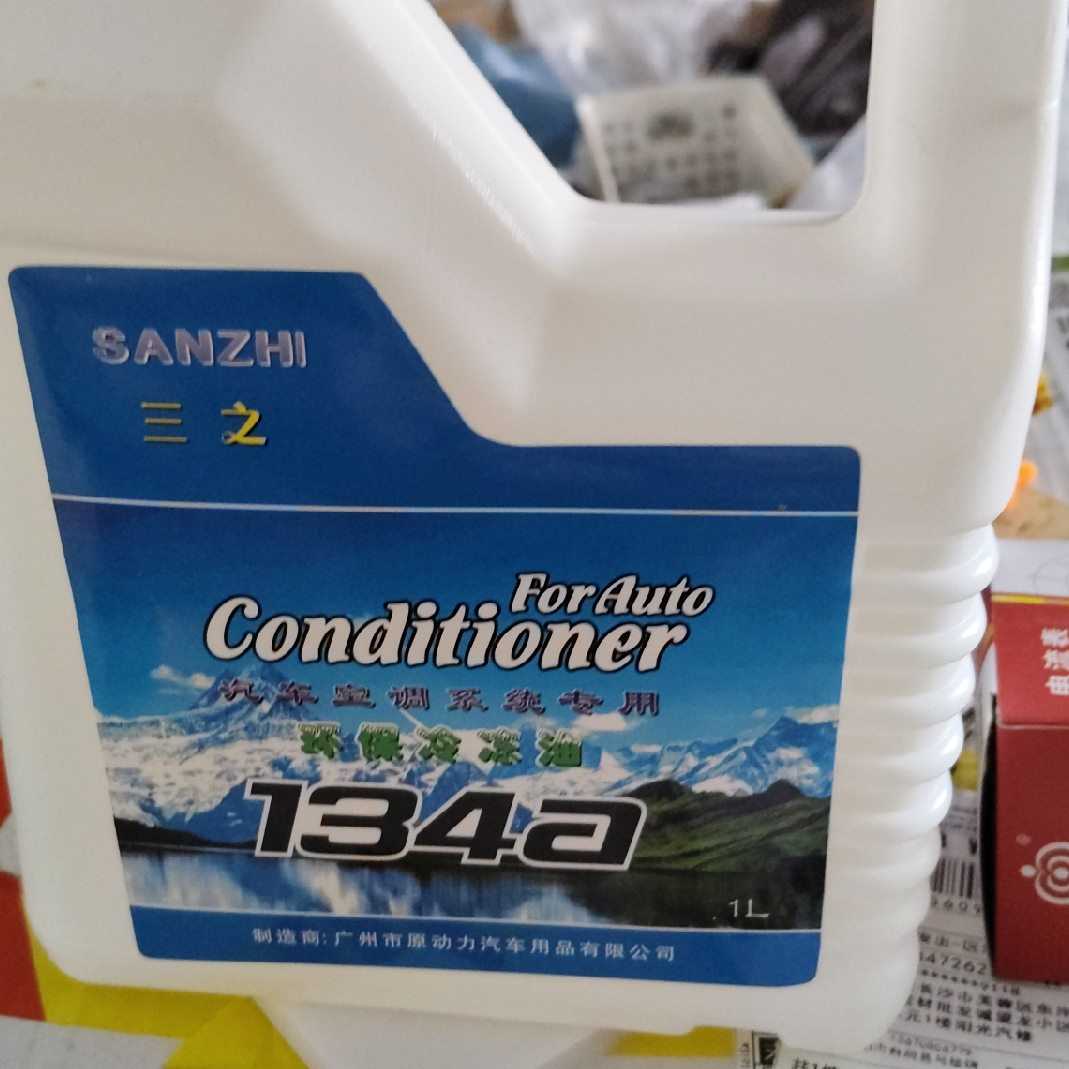 SANZHI
三之
For Auto
Conditioner
汽车空调系统专用
环保冷冻油
134a
1L
制造商:广州市原动力汽车用品有限公司
47262